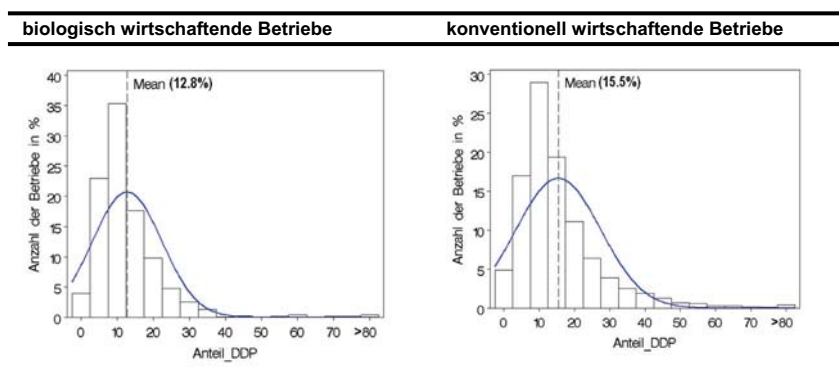 biologisch wirtschaftende Betriebe
konventionell wirtschaftende Betriebe
Mean (12.8%)
Anzahl der Betriebe in %
40
35
30
25
20
15
10
5
0
0 10 20 30 40 50 60 70 >80
Anteil_DDP
Mean (15.5%)
Anzahl der Betriebe in %
30
25
20
15
10
5
0
0 10 20 30 40 50 60 70 >80
Anteil_DDP